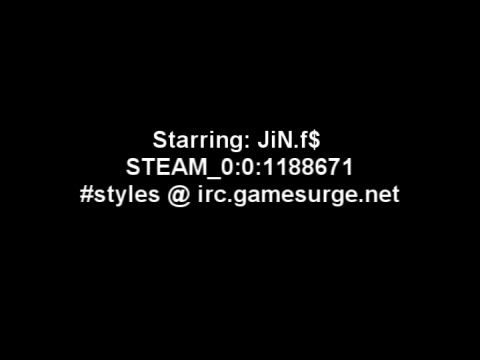 Starring: JiN.f$
STEAM_0:0:1188671
#styles @ irc.gamesurge.net